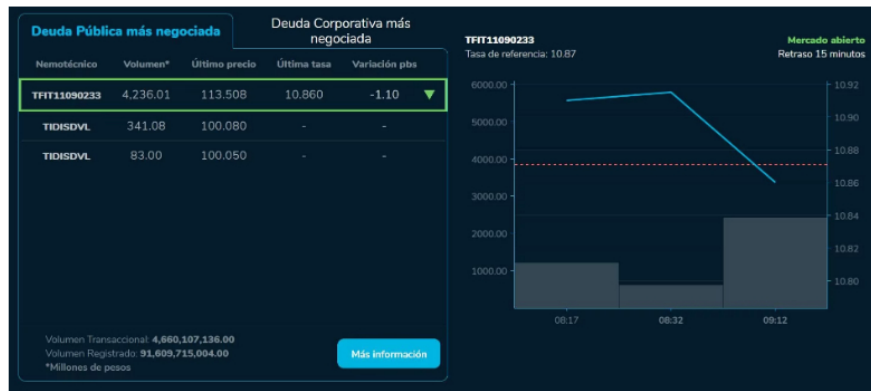 Deuda Pública más negociada
Deuda Corporativa más
negociada
Nemotécnico Volumen* Último precio Última tasa Variación pbs
TFIT11090233 4,236.01 113.508 10.860 -1.10 ▼
TIDISDVL 341.08 100.080 - -
TIDISDVL 83.00 100.050 - -
Volumen Transaccional: 4,660,107,136.00
Volumen Registrado: 91,609,715,004.00
*Millones de pesos
Más información
TFIT11090233
Mercado abierto
Tasa de referencia: 10.87
Retraso 15 minutos
6000.00
5000.00
4000.00
3000.00
2000.00
1000.00
10.92
10.90
10.88
10.86
10.84
10.82
10.80
08:17 08:32 09:12